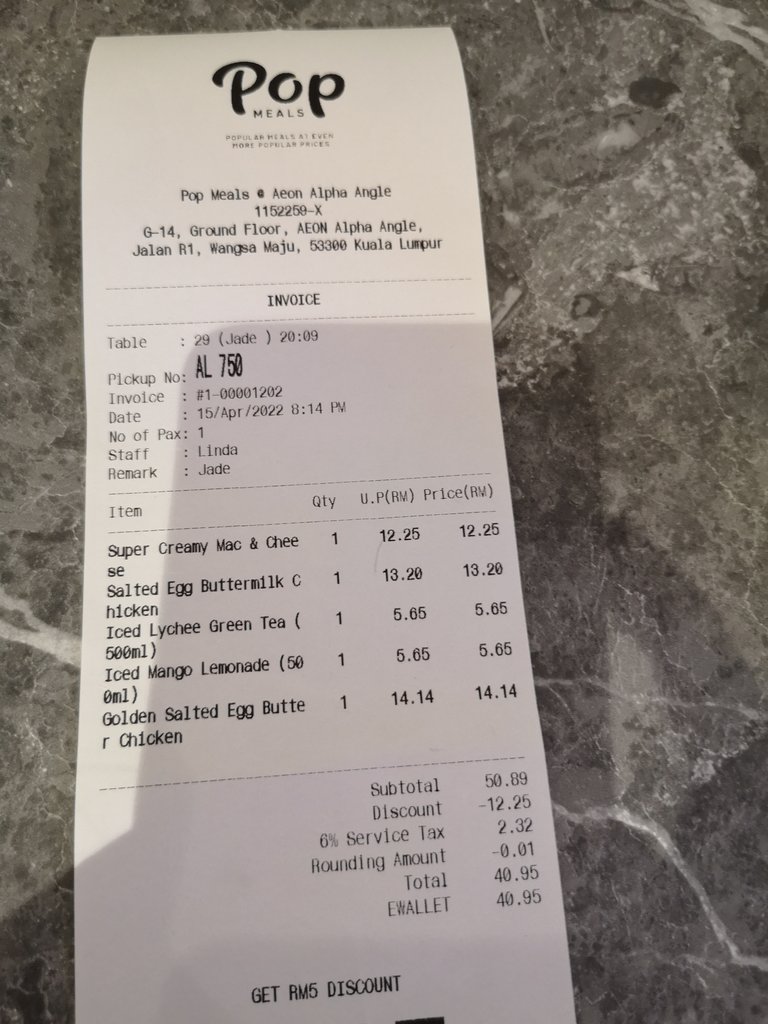 Pop
MEALS
POPULAR MEALS AT EVEN
MORE POPULAR PRICES
Pop Meals @ Aeon Alpha Angle
1152259-X
G-14, Ground Floor, AEON Alpha Angle,
Jalan R1, Wangsa Maju, 53300 Kuala Lumpur
INVOICE
Table : 29 (Jade ) 20:09
Pickup No: AL 750
Invoice : #1-00001202
Date : 15/Apr/2022 8:14 PM
No of Pax: 1
Staff : Linda
Remark : Jade
Item Qty U.P(RM) Price(RM)
Super Creamy Mac & Chee 1 12.25 12.25
se
Salted Egg Buttermilk C 1 13.20 13.20
hicken
Iced Lychee Green Tea ( 1 5.65 5.65
500ml)
Iced Mango Lemonade (50 1 5.65 5.65
0ml)
Golden Salted Egg Butte 1 14.14 14.14
r Chicken
Subtotal 50.89
Discount -12.25
6% Service Tax 2.32
Rounding Amount -0.01
Total 40.95
EWALLET 40.95
GET RM5 DISCOUNT